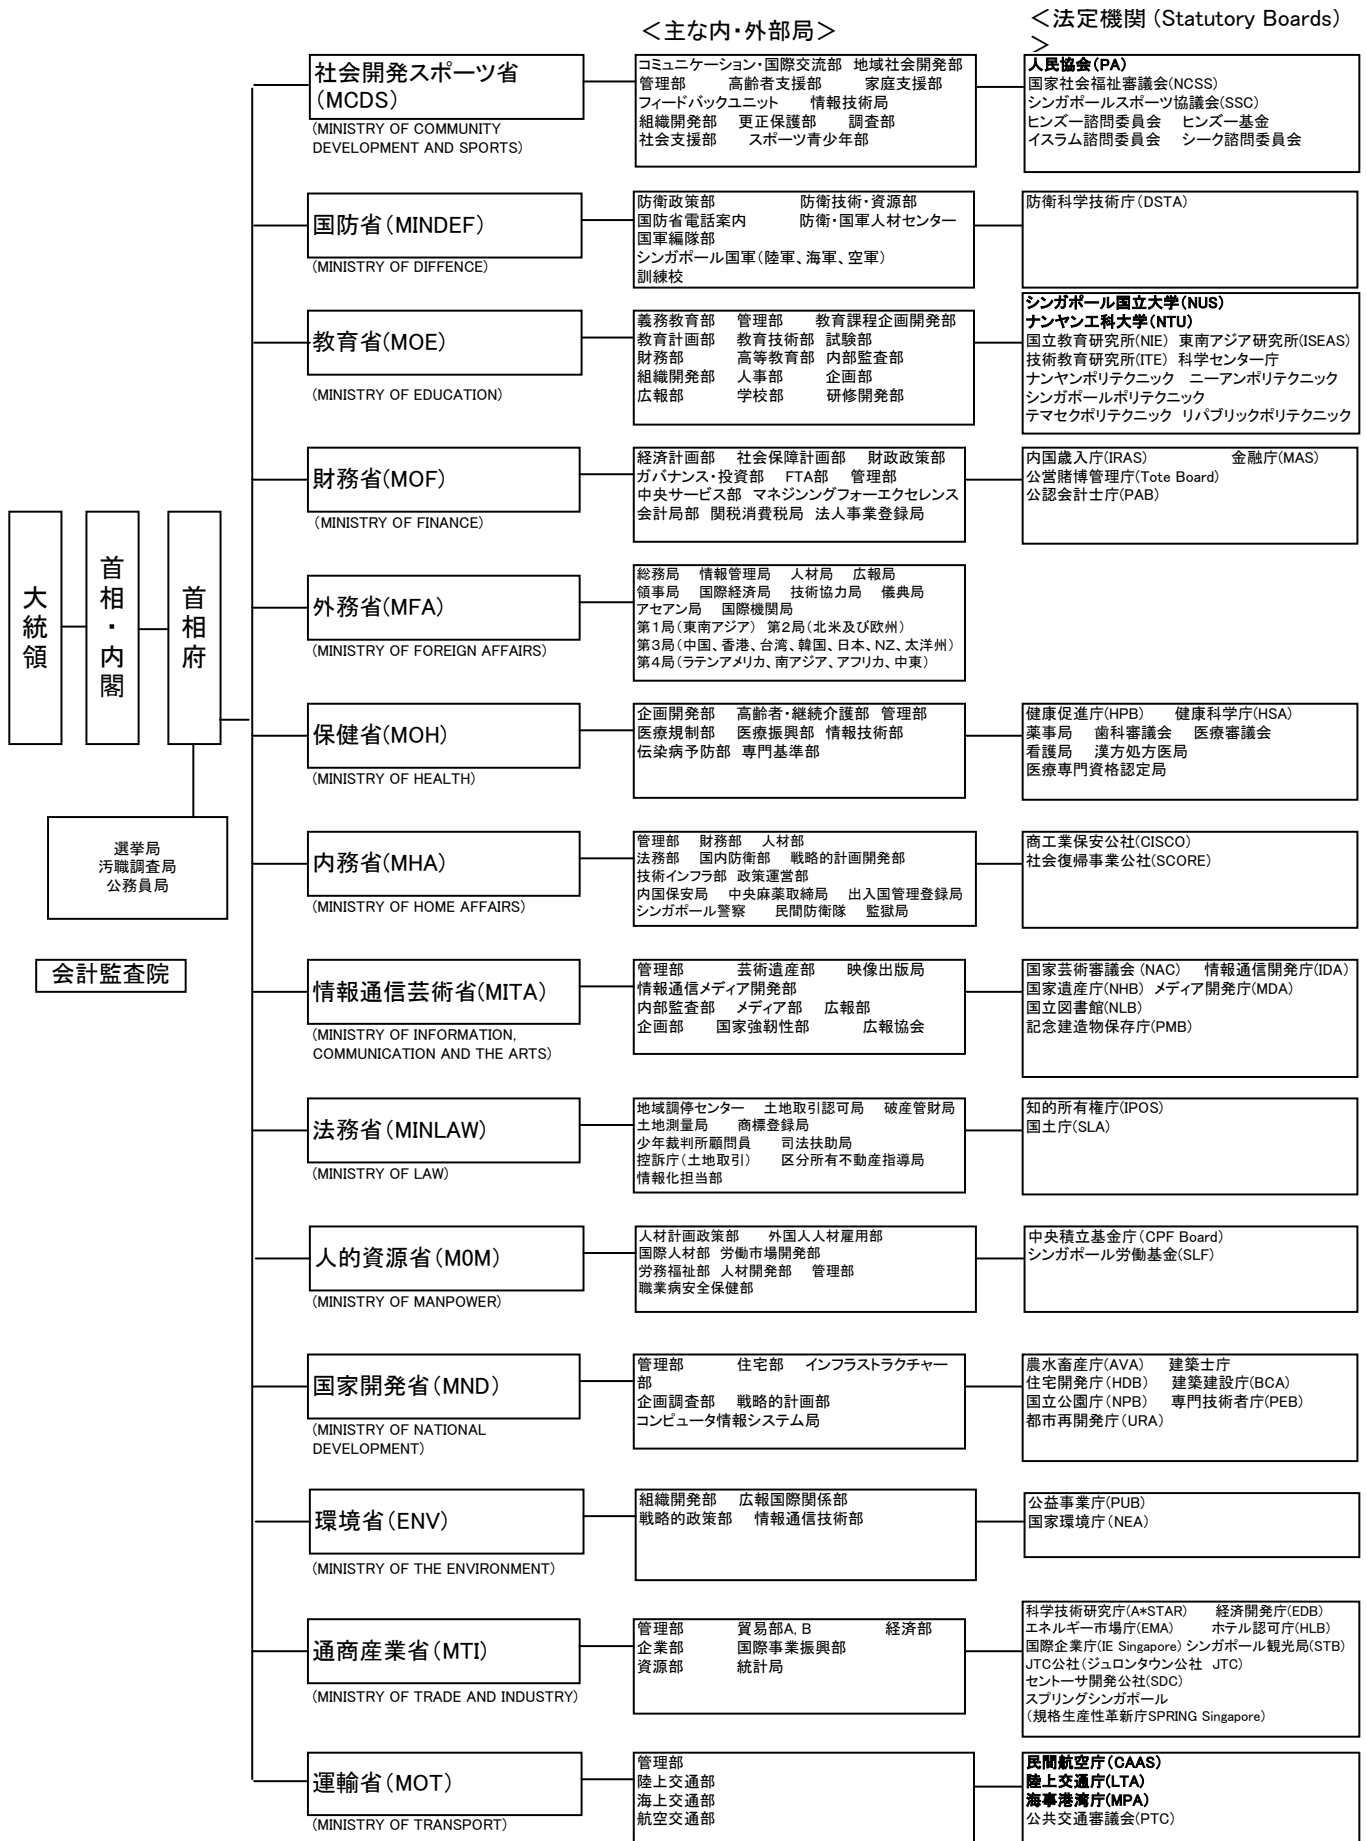 ＜主な内・外部局＞
＜法定機関 (Statutory Boards)
＞
社会開発スポーツ省
(MCDS)
(MINISTRY OF COMMUNITY
DEVELOPMENT AND SPORTS)
コミュニケーション・国際交流部 地域社会開発部
管理部 高齢者支援部 家庭支援部
フィードバックユニット 情報技術局
組織開発部 更正保護部 調査部
社会支援部 スポーツ青少年部
人民協会(PA)
国家社会福祉審議会(NCSS)
シンガポールスポーツ協議会(SSC)
ヒンズー諮問委員会 ヒンズー基金
イスラム諮問委員会 シーク諮問委員会
国防省(MINDEF)
(MINISTRY OF DIFFENCE)
防衛政策部 防衛技術・資源部
国防省電話案内 防衛・国軍人材センター
国軍編隊部
シンガポール国軍(陸軍、海軍、空軍)
訓練校
防衛科学技術庁(DSTA)
教育省(MOE)
(MINISTRY OF EDUCATION)
義務教育部 管理部 教育課程企画開発部
教育計画部 教育技術部 試験部
財務部 高等教育部 内部監査部
組織開発部 人事部 企画部
広報部 学校部 研修開発部
シンガポール国立大学(NUS)
ナンヤン工科大学(NTU)
国立教育研究所(NIE) 東南アジア研究所(ISEAS)
技術教育研究所(ITE) 科学センター庁
ナンヤンポリテクニック ニーアンポリテクニック
シンガポールポリテクニック
テマセクポリテクニック リパブリックポリテクニック
財務省(MOF)
(MINISTRY OF FINANCE)
経済計画部 社会保障計画部 財政政策部
ガバナンス・投資部 FTA部 管理部
中央サービス部 マネジンングフォーエクセレンス
会計局部 関税消費税局 法人事業登録局
内国歳入庁(IRAS) 金融庁(MAS)
公営賭博管理庁(Tote Board)
公認会計士庁(PAB)
大統領
首相・内閣
首相府
外務省(MFA)
(MINISTRY OF FOREIGN AFFAIRS)
総務局 情報管理局 人材局 広報局
領事局 国際経済局 技術協力局 儀典局
アセアン局 国際機関局
第1局(東南アジア) 第2局(北米及び欧州)
第3局(中国、香港、台湾、韓国、日本、NZ、太洋州)
第4局(ラテンアメリカ、南アジア、アフリカ、中東)
保健省(MOH)
(MINISTRY OF HEALTH)
企画開発部 高齢者・継続介護部 管理部
医療規制部 医療振興部 情報技術部
伝染病予防部 専門基準部
健康促進庁(HPB) 健康科学庁(HSA)
薬事局 歯科審議会 医療審議会
看護局 漢方処方医局
医療専門資格認定局
選挙局
汚職調査局
公務員局
内務省(MHA)
(MINISTRY OF HOME AFFAIRS)
管理部 財務部 人材部
法務部 国内防衛部 戦略的計画開発部
技術インフラ部 政策運営部
内国保安局 中央麻薬取締局 出入国管理登録局
シンガポール警察 民間防衛隊 監獄局
商工業保安公社(CISCO)
社会復帰事業公社(SCORE)
会計監査院
情報通信芸術省(MITA)
(MINISTRY OF INFORMATION,
COMMUNICATION AND THE ARTS)
管理部 芸術遺産部 映像出版局
情報通信メディア開発部
内部監査部 メディア部 広報部
企画部 国家強靭性部 広報協会
国家芸術審議会 (NAC) 情報通信開発庁(IDA)
国家遺産庁(NHB) メディア開発庁(MDA)
国立図書館(NLB)
記念建造物保存庁(PMB)
法務省(MINLAW)
(MINISTRY OF LAW)
地域調停センター 土地取引認可局 破産管財局
土地測量局 商標登録局
少年裁判所顧問員 司法扶助局
控訴庁(土地取引) 区分所有不動産指導局
情報化担当部
知的所有権庁(IPOS)
国土庁(SLA)
人的資源省(M0M)
(MINISTRY OF MANPOWER)
人材計画政策部 外国人人材雇用部
国際人材部 労働市場開発部
労務福祉部 人材開発部 管理部
職業病安全保健部
中央積立基金庁(CPF Board)
シンガポール労働基金(SLF)
国家開発省(MND)
(MINISTRY OF NATIONAL
DEVELOPMENT)
管理部 住宅部 インフラストラクチャー
部
企画調査部 戦略的計画部
コンピュータ情報システム局
農水畜産庁(AVA) 建築士庁
住宅開発庁(HDB) 建築建設庁(BCA)
国立公園庁(NPB) 専門技術者庁(PEB)
都市再開発庁(URA)
環境省(ENV)
(MINISTRY OF THE ENVIRONMENT)
組織開発部 広報国際関係部
戦略的政策部 情報通信技術部
公益事業庁(PUB)
国家環境庁(NEA)
通商産業省(MTI)
(MINISTRY OF TRADE AND INDUSTRY)
管理部 貿易部A, B 経済部
企業部 国際事業振興部
資源部 統計局
科学技術研究庁(A*STAR) 経済開発庁(EDB)
エネルギー市場庁(EMA) ホテル認可庁(HLB)
国際企業庁(IE Singapore) シンガポール観光局(STB)
JTC公社(ジュロンタウン公社 JTC)
セントーサ開発公社(SDC)
スプリングシンガポール
(規格生産性革新庁SPRING Singapore)
運輸省(MOT)
(MINISTRY OF TRANSPORT)
管理部
陸上交通部
海上交通部
航空交通部
民間航空庁(CAAS)
陸上交通庁(LTA)
海事港湾庁(MPA)
公共交通審議会(PTC)